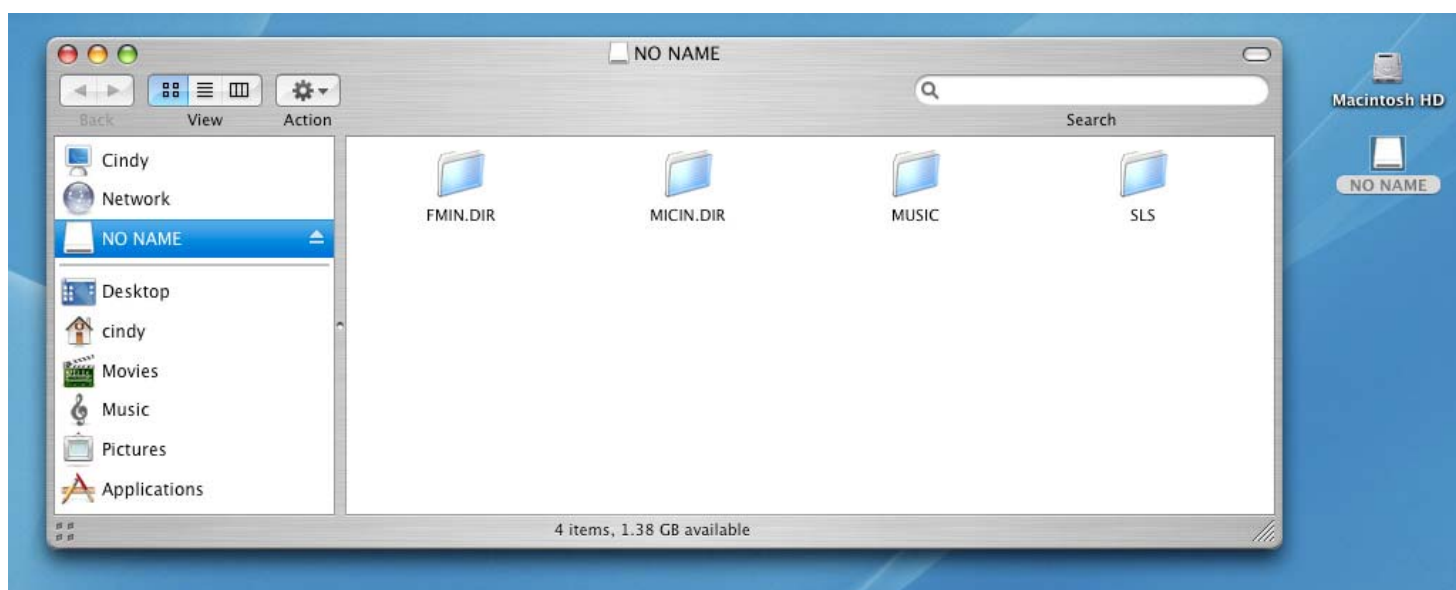 NO NAME
Back View Action Search
Cindy
Network
NO NAME
Desktop
cindy
Movies
Music
Pictures
Applications
FMIN.DIR MICIN.DIR MUSIC SLS
4 items, 1.38 GB available
Macintosh HD
NO NAME